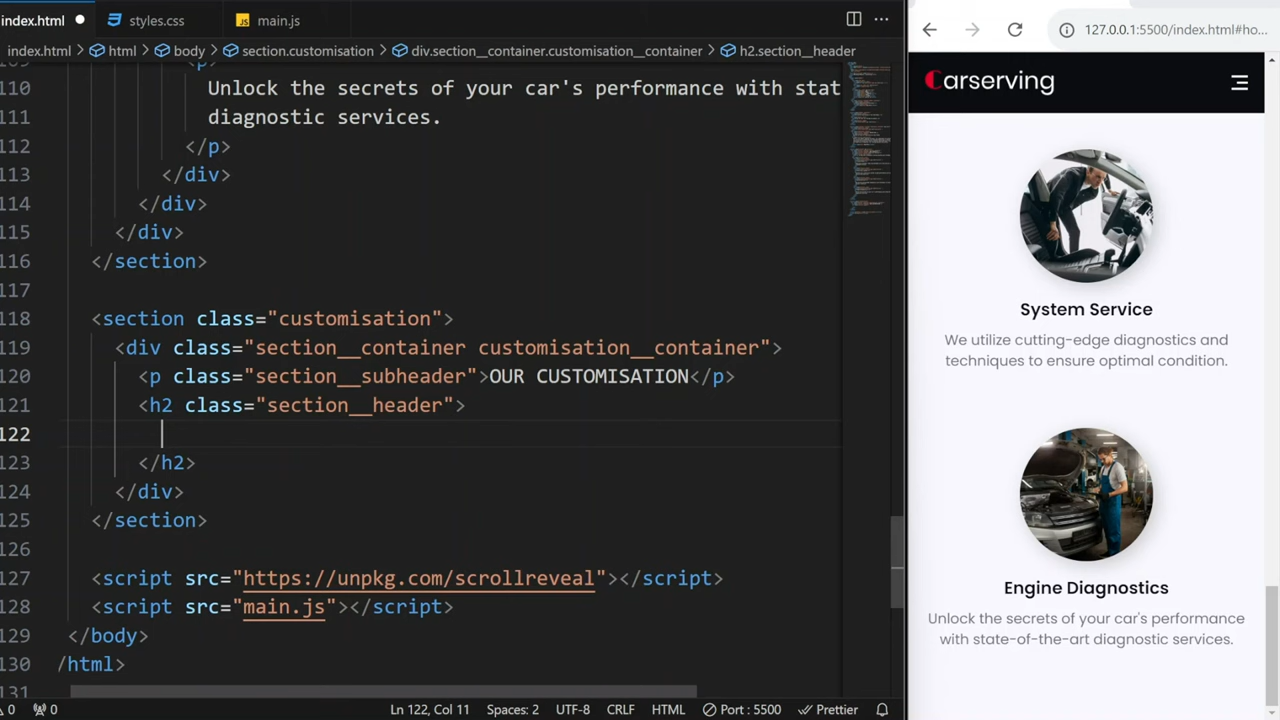 index.html
styles.css
JS main.js
127.0.0.1:5500/index.html#ho...
index.html > html > body > section.customisation > div.section__container.customisation__container > h2.section__header
<p>
110 Unlock the secrets of your car's performance with stat
111 diagnostic services.
112 </p>
113 </div>
114 </div>
115 </div>
116 </section>
117
118 <section class="customisation">
119 <div class="section__container customisation__container">
120 <p class="section__subheader">OUR CUSTOMISATION</p>
121 <h2 class="section__header">
122
123 </h2>
124 </div>
125 </section>
126
127 <script src="https://unpkg.com/scrollreveal"></script>
128 <script src="main.js"></script>
129 </body>
130 /html>
131
0 0 Ln 122, Col 11 Spaces: 2 UTF-8 CRLF HTML Port : 5500 Prettier
Carserving
System Service
We utilize cutting-edge diagnostics and
techniques to ensure optimal condition.
Engine Diagnostics
Unlock the secrets of your car's performance
with state-of-the-art diagnostic services.